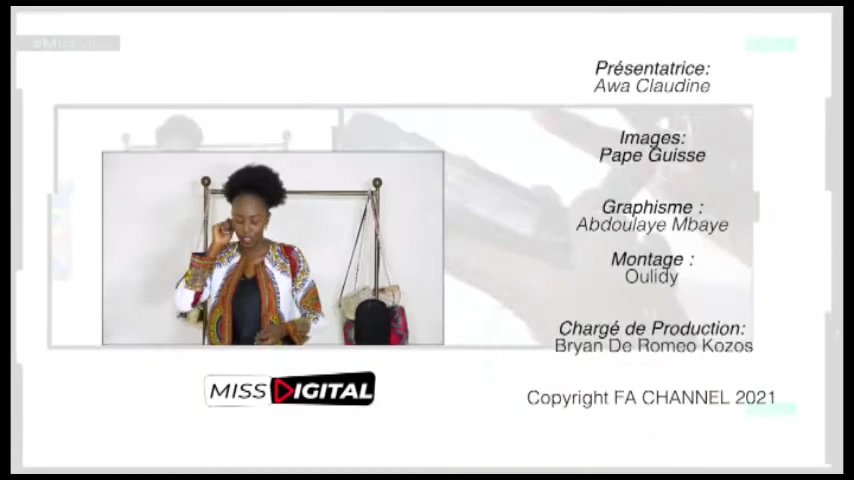 Présentatrice:
Awa Claudine
Images:
Pape Guisse
Graphisme :
Abdoulaye Mbaye
Montage :
Oulidy
Chargé de Production:
Bryan De Romeo Kozos
MISS DIGITAL
Copyright FA CHANNEL 2021